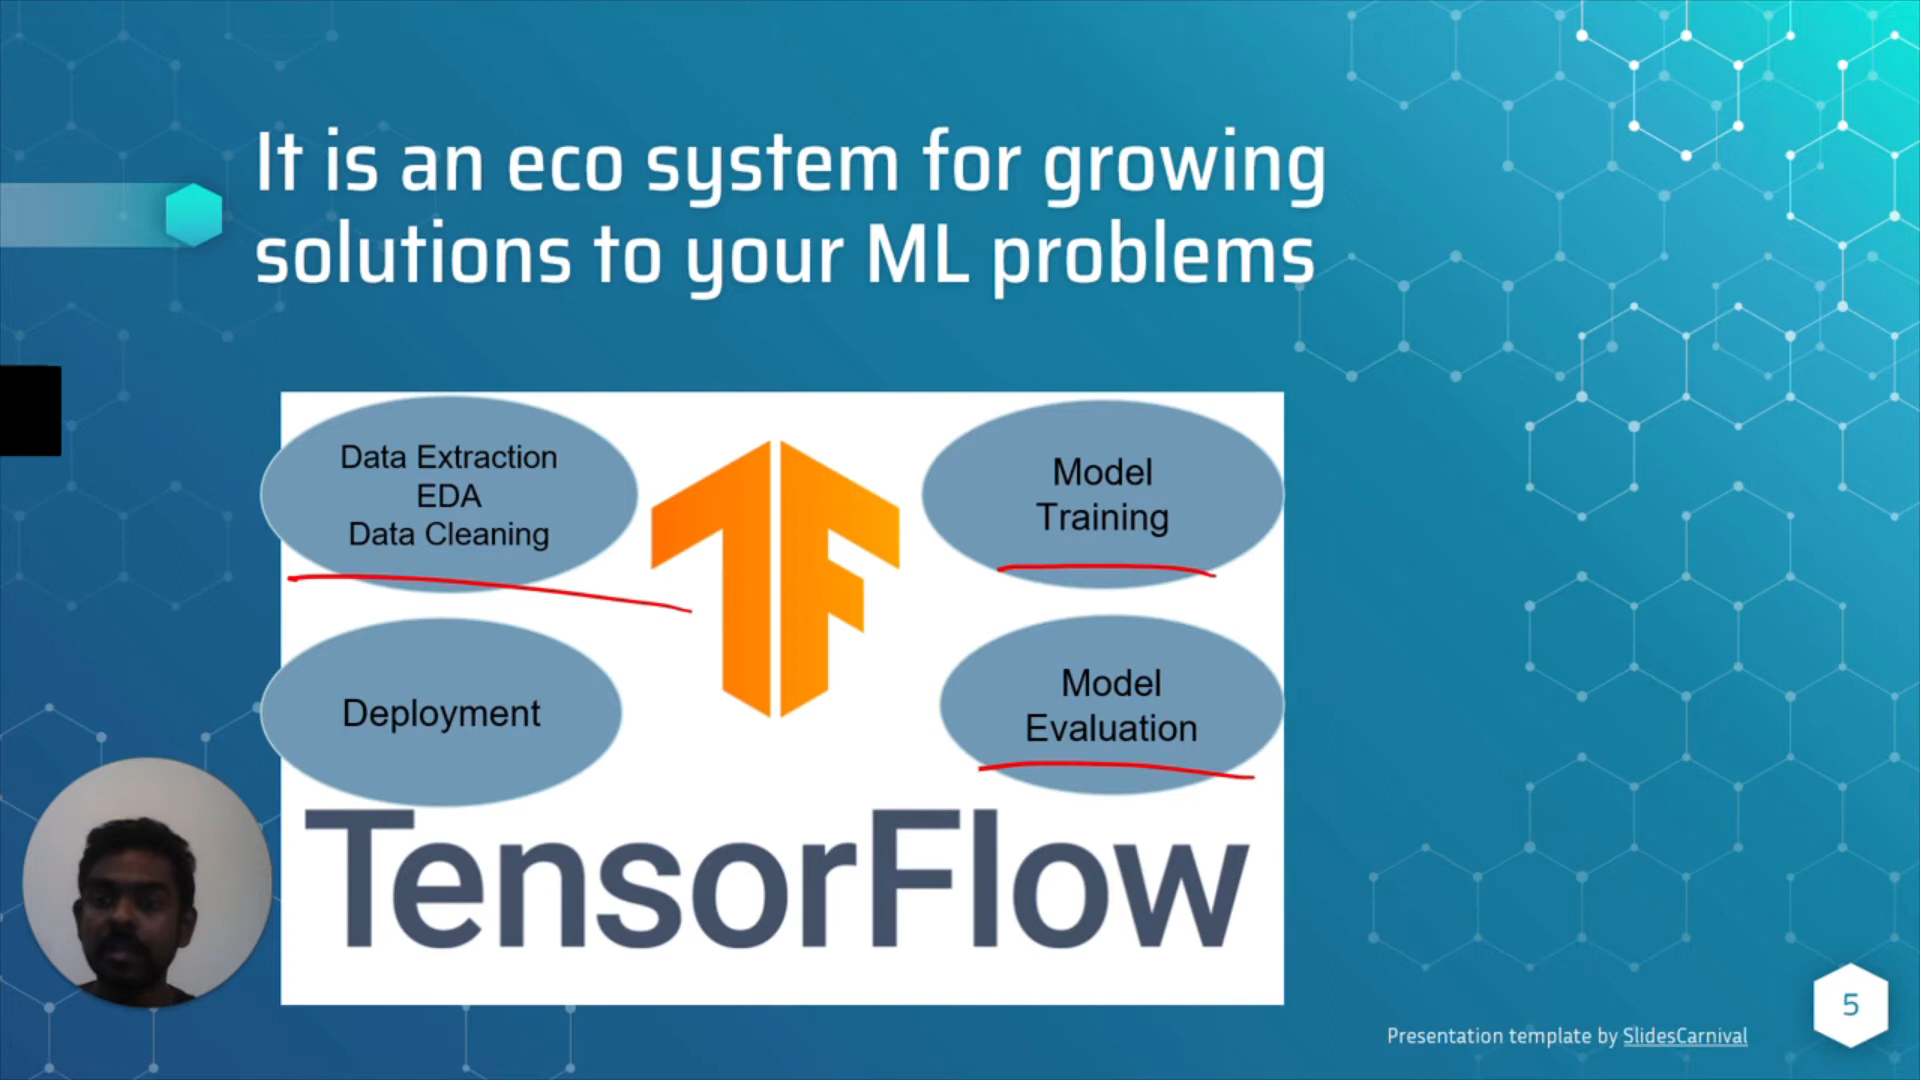 It is an eco system for growing
solutions to your ML problems
Data Extraction
EDA
Data Cleaning
Model
Training
Deployment
Model
Evaluation
TensorFlow
Presentation template by SlidesCarnival
5